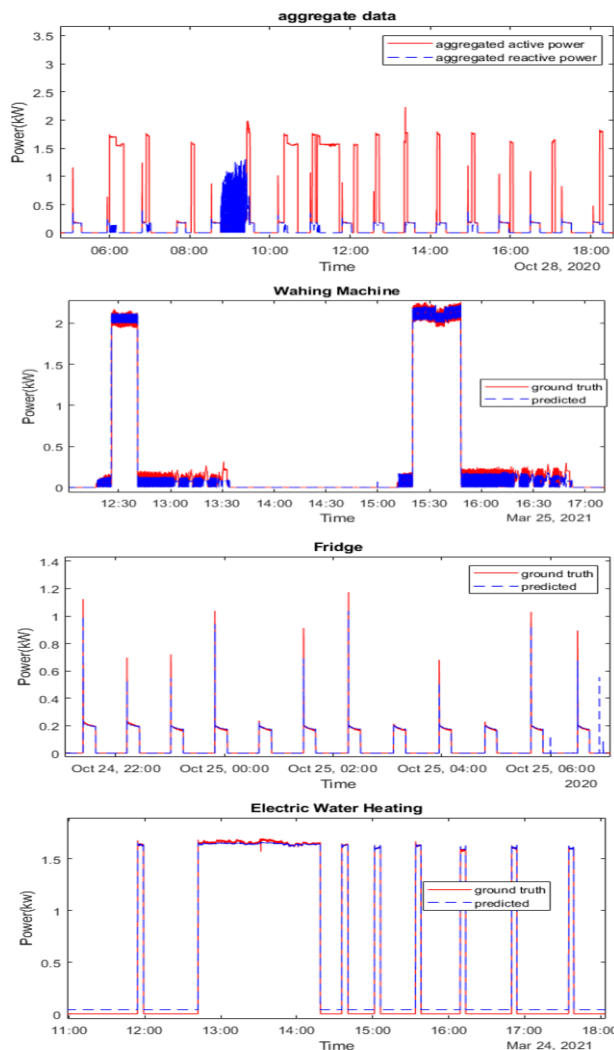 aggregate data
3.5
3
2.5
2
1.5
1
0.5
0
Power(kW)
aggregated active power
aggregated reactive power
06:00 08:00 10:00 12:00 14:00 16:00 18:00
Time
Oct 28, 2020
Wahing Machine
2
1.5
1
0.5
0
Power(kW)
ground truth
predicted
12:30 13:00 13:30 14:00 14:30 15:00 15:30 16:00 16:30 17:00
Time
Mar 25, 2021
Fridge
1.4
1.2
1
0.8
0.6
0.4
0.2
0
Power(kW)
ground truth
predicted
Oct 24, 22:00 Oct 25, 00:00 Oct 25, 02:00 Oct 25, 04:00 Oct 25, 06:00
Time
2020
Electric Water Heating
1.5
1
0.5
0
Power(kw)
ground truth
predicted
11:00 12:00 13:00 14:00 15:00 16:00 17:00 18:00
Time
Mar 24, 2021